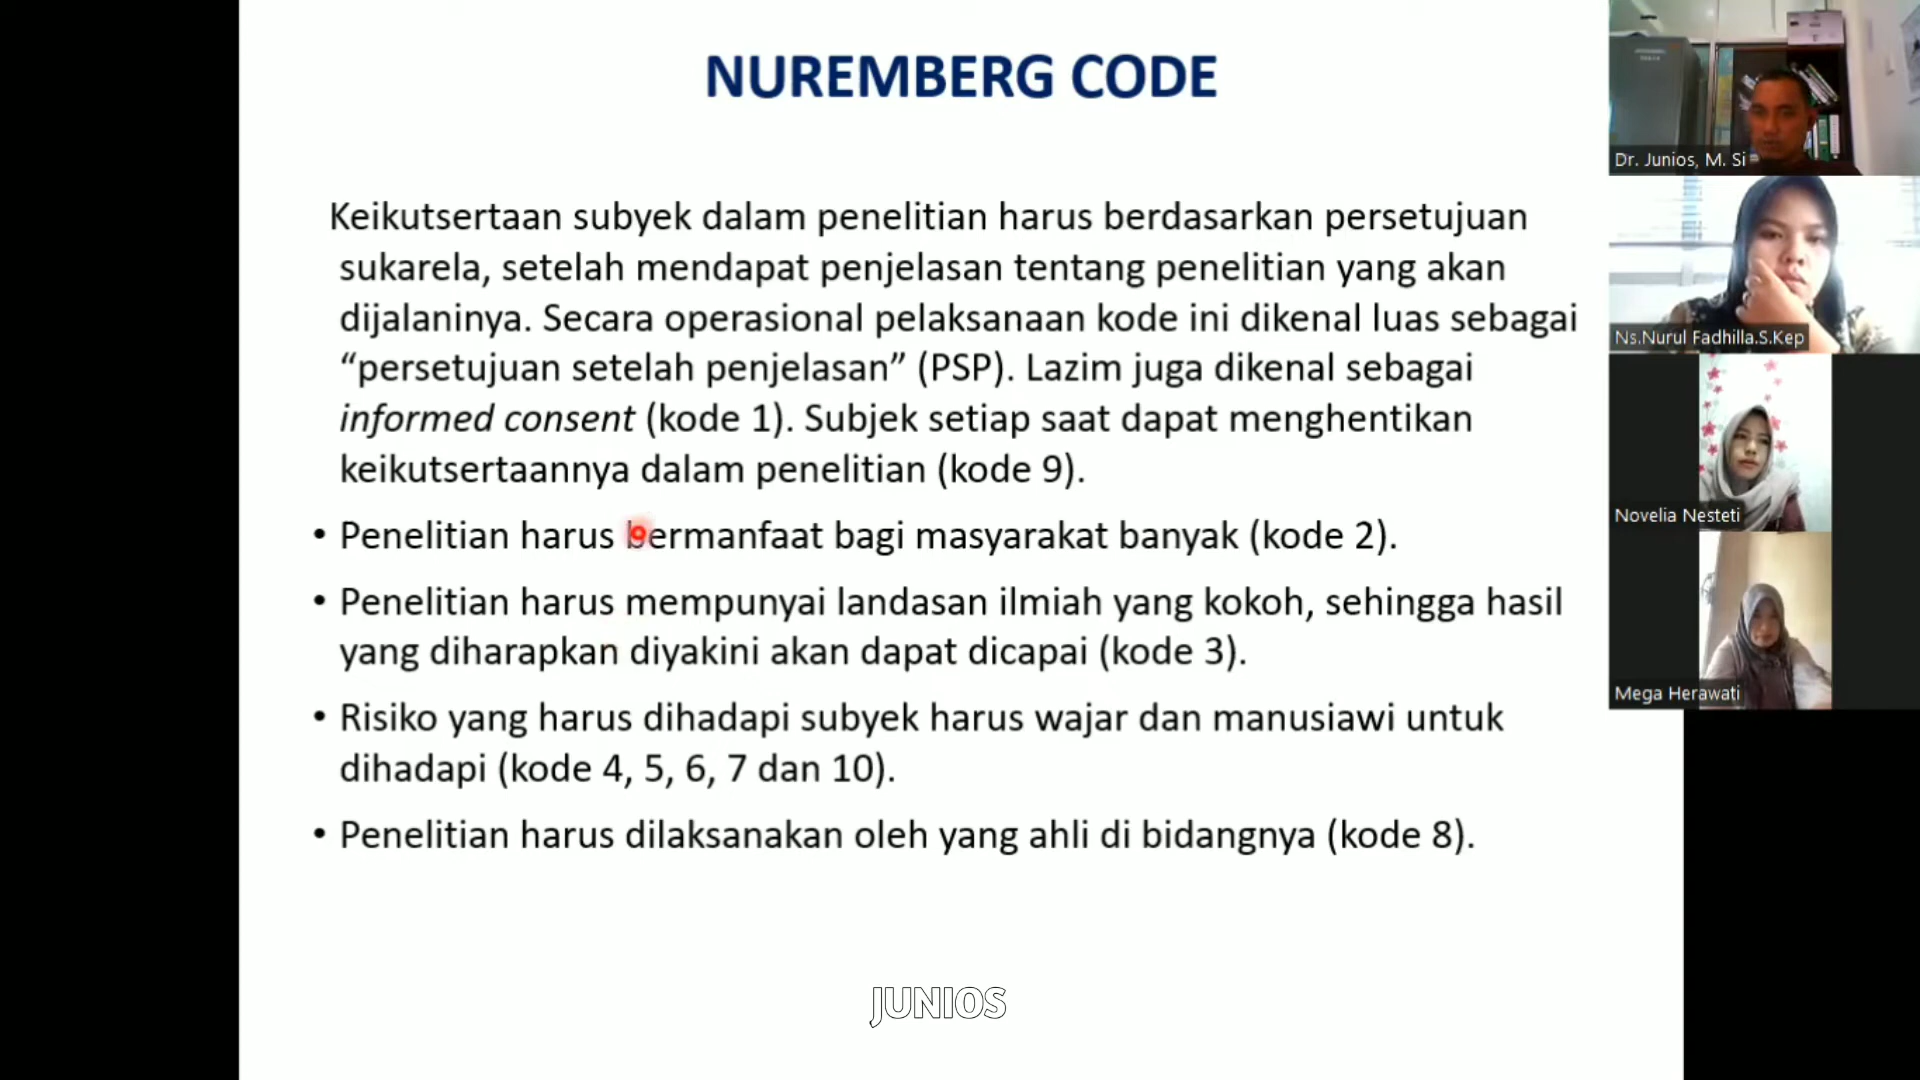 NUREMBERG CODE
Keikutsertaan subyek dalam penelitian harus berdasarkan persetujuan
sukarela, setelah mendapat penjelasan tentang penelitian yang akan
dijalaninya. Secara operasional pelaksanaan kode ini dikenal luas sebagai
“persetujuan setelah penjelasan” (PSP). Lazim juga dikenal sebagai
informed consent (kode 1). Subjek setiap saat dapat menghentikan
keikutsertaannya dalam penelitian (kode 9).
• Penelitian harus bermanfaat bagi masyarakat banyak (kode 2).
• Penelitian harus mempunyai landasan ilmiah yang kokoh, sehingga hasil
yang diharapkan diyakini akan dapat dicapai (kode 3).
• Risiko yang harus dihadapi subyek harus wajar dan manusiawi untuk
dihadapi (kode 4, 5, 6, 7 dan 10).
• Penelitian harus dilaksanakan oleh yang ahli di bidangnya (kode 8).
JUNIOS
Dr. Junios, M. Si
Ns.Nurul Fadhilla.S.Kep
Novelia Nesteti
Mega Herawati